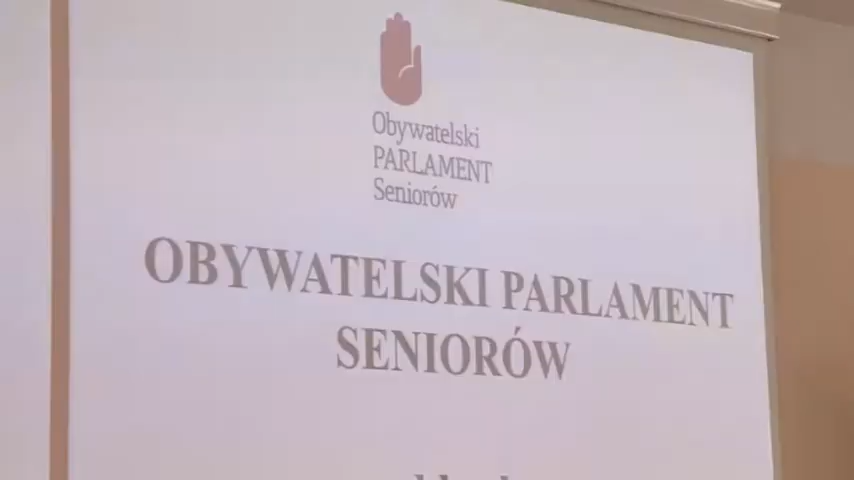 Obywatelski
PARLAMENT
Seniorów
OBYWATELSKI PARLAMENT
SENIORÓW